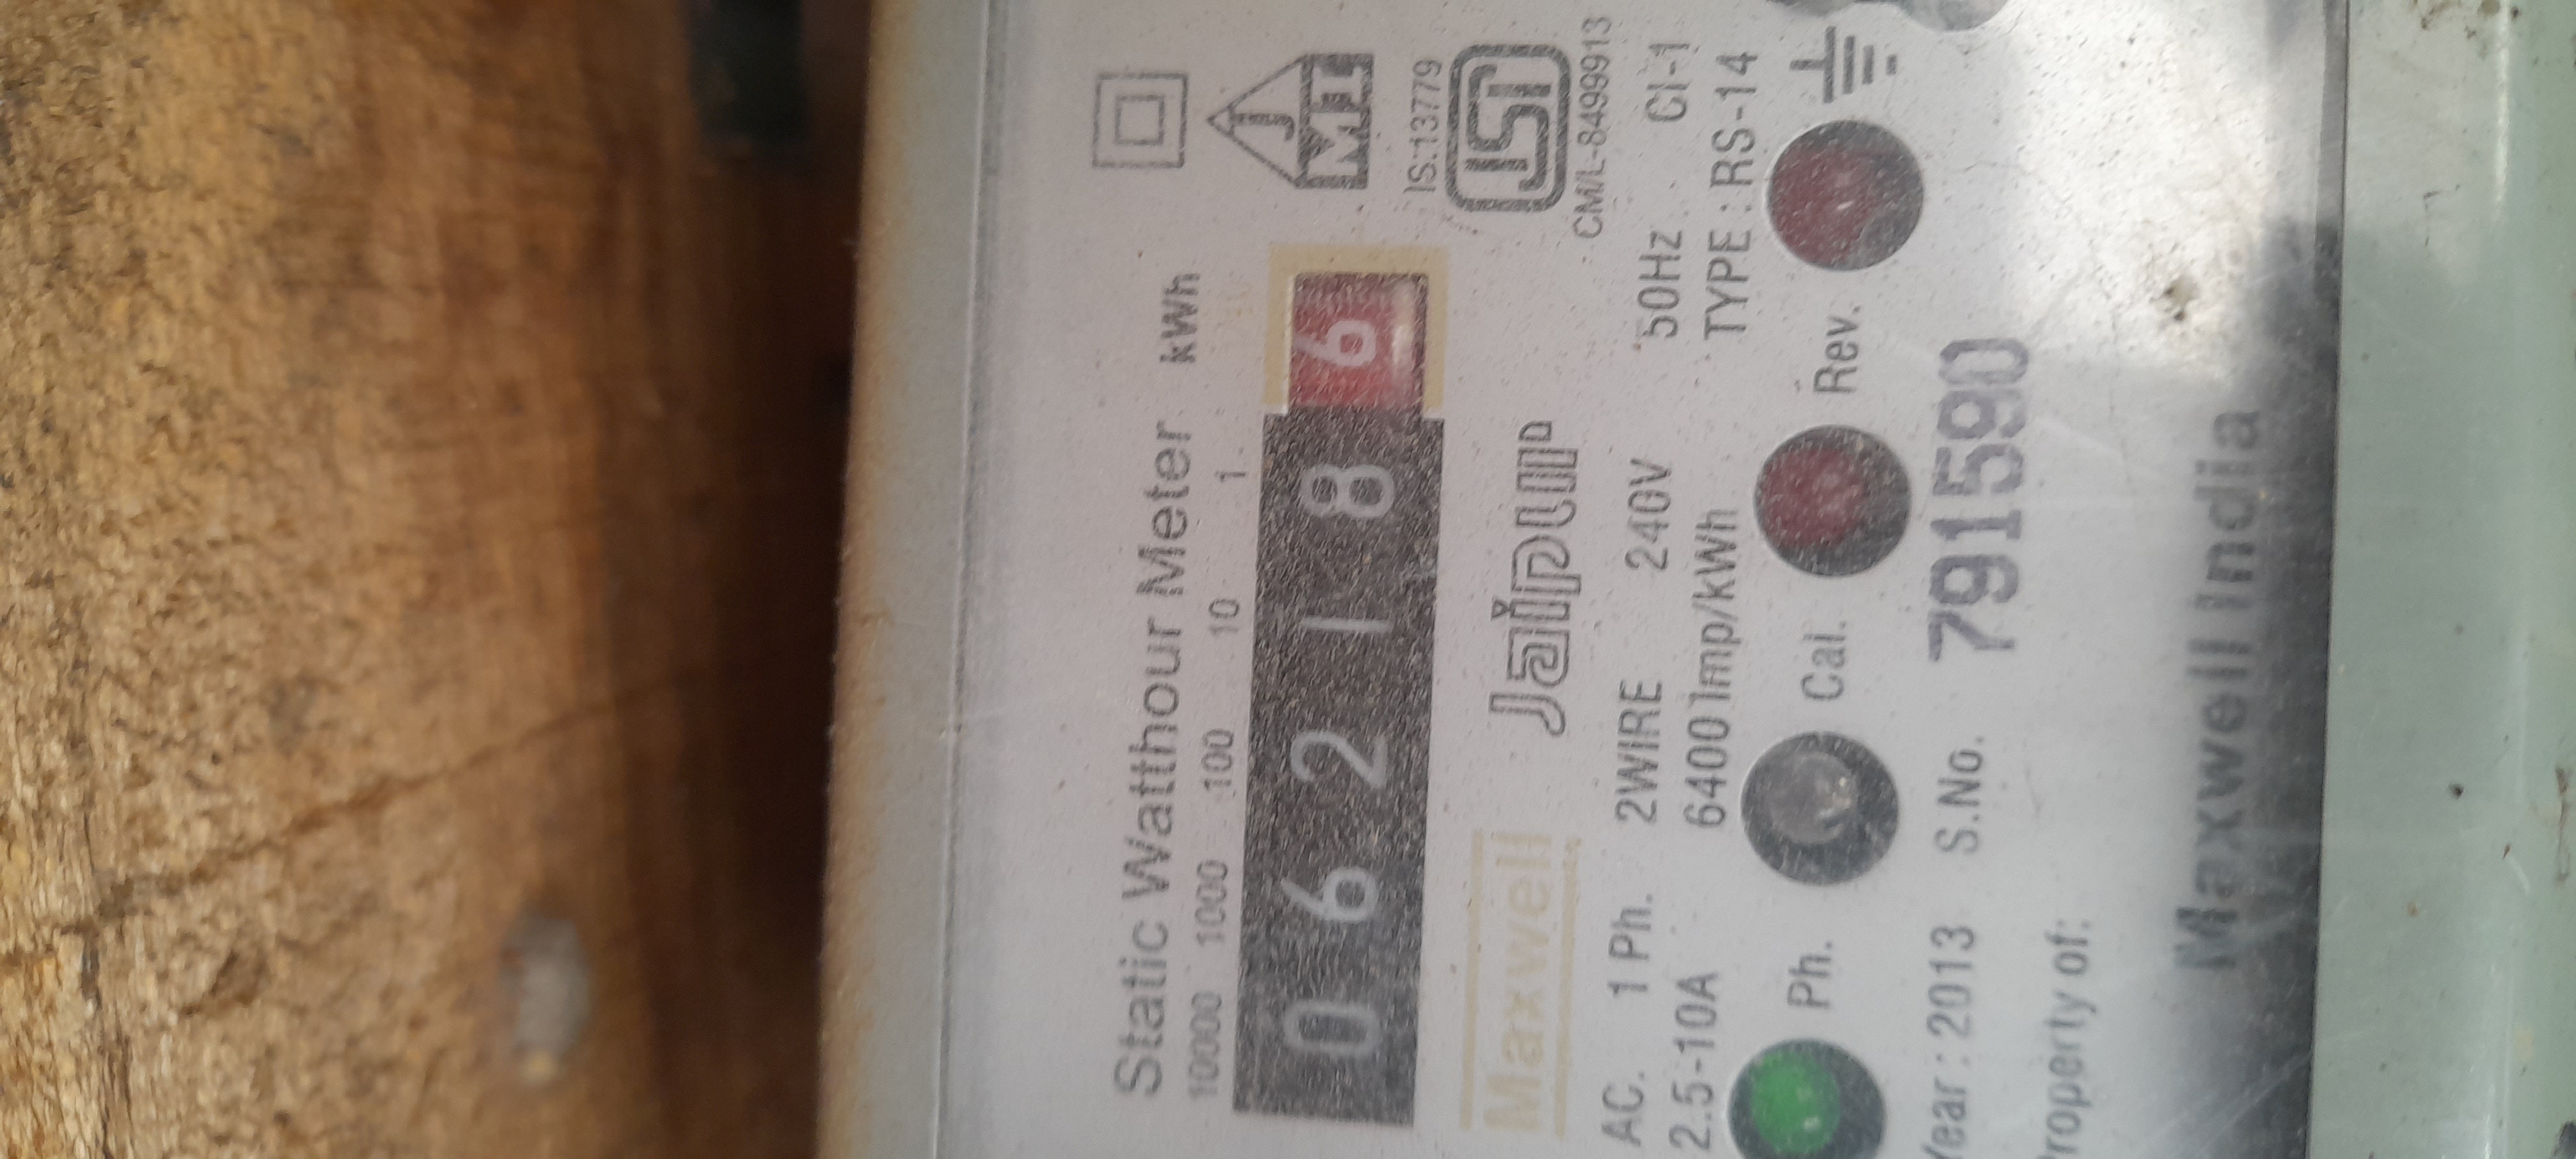 Static Watthour Meter kWh
10000 1000 100 10 1
0 6 2 1 8 6
J
MI
IS:13779
ISI
CM/L-8499913
Maxwell Jaipur
AC. 1 Ph. 2WIRE 240V 50Hz Cl-1
2.5-10A 6400 Imp/kWh TYPE : RS-14
Ph. Cal. Rev.
Year : 2013 S.No. 791590
Property of:
Maxwell India